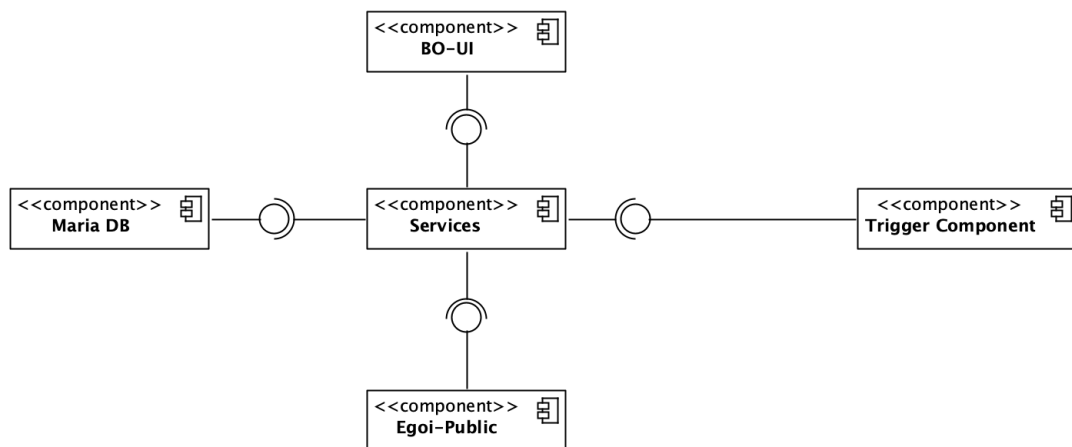 <<component>>
BO-UI
<<component>>
Maria DB
<<component>>
Services
<<component>>
Trigger Component
<<component>>
Egoi-Public